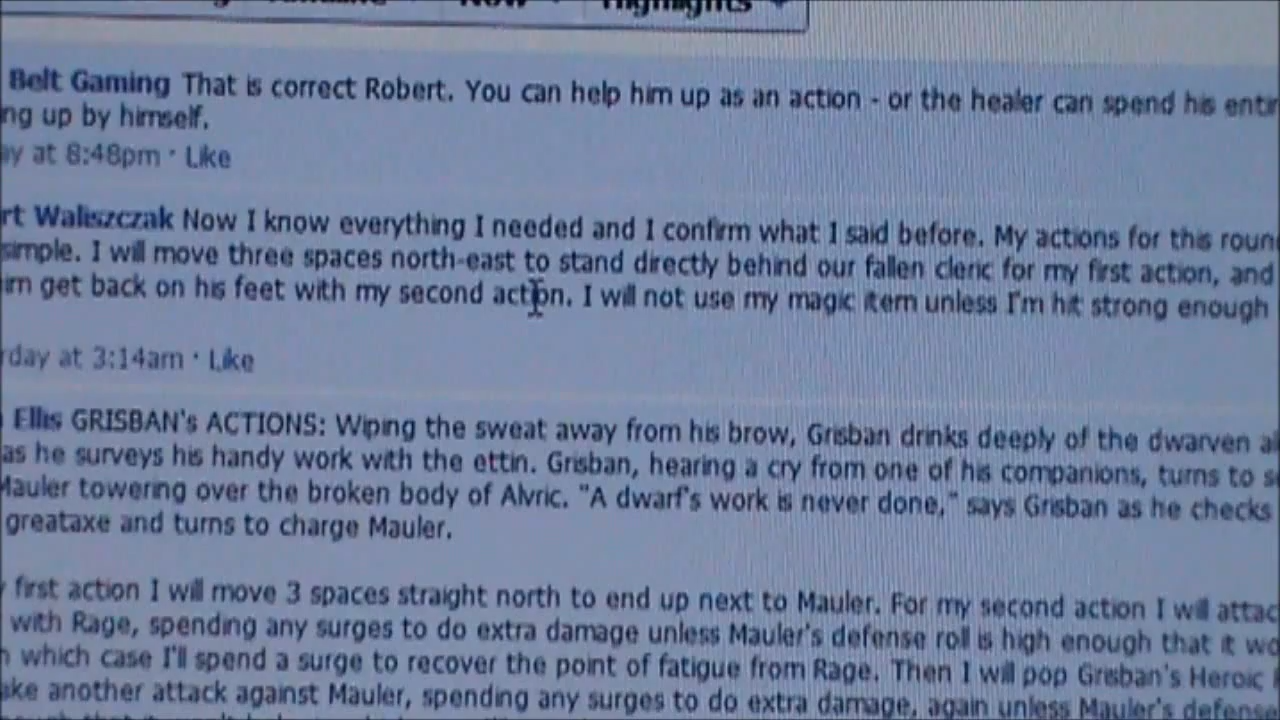 Now Highlights
Belt Gaming That is correct Robert. You can help him up as an action - or the healer can spend his entir
ng up by himself.
ay at 8:48pm · Like
rt Waliszczak Now I know everything I needed and I confirm what I said before. My actions for this roun
simple. I will move three spaces north-east to stand directly behind our fallen cleric for my first action, and
im get back on his feet with my second action. I will not use my magic item unless I'm hit strong enough
rday at 3:14am · Like
Ellis GRISBAN's ACTIONS: Wiping the sweat away from his brow, Grisban drinks deeply of the dwarven al
as he surveys his handy work with the ettin. Grisban, hearing a cry from one of his companions, turns to se
Mauler towering over the broken body of Alvric. "A dwarf's work is never done," says Grisban as he checks
greataxe and turns to charge Mauler.
first action I will move 3 spaces straight north to end up next to Mauler. For my second action I will attac
with Rage, spending any surges to do extra damage unless Mauler's defense roll is high enough that it wo
which case I'll spend a surge to recover the point of fatigue from Rage. Then I will pop Grisban's Heroic
ake another attack against Mauler, spending any surges to do extra damage, again unless Mauler's defense